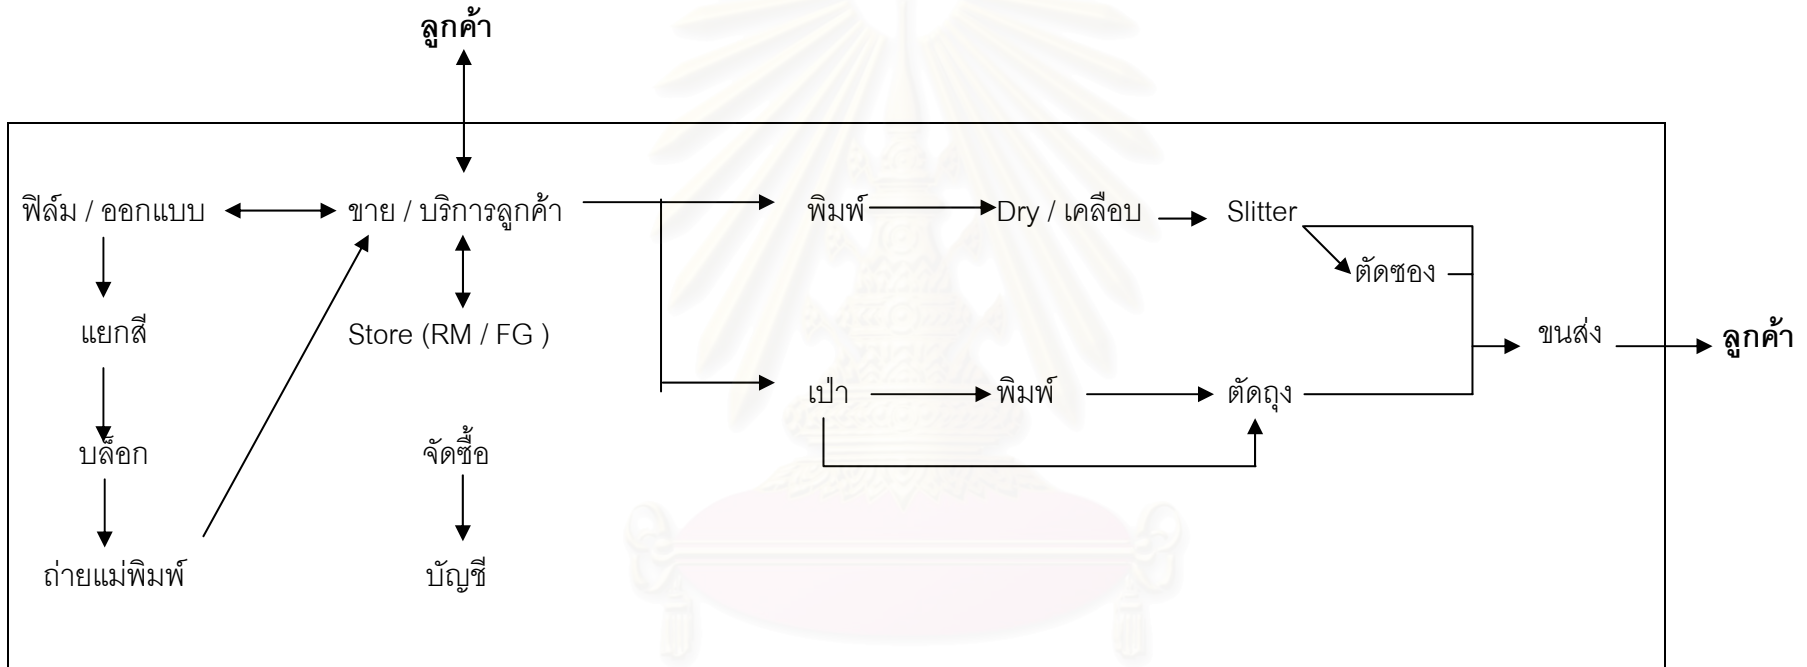 ลูกค้า
ฟิล์ม / ออกแบบ
ขาย / บริการลูกค้า
พิมพ์
Dry / เคลือบ
Slitter
ตัดซอง
แยกสี
Store (RM / FG )
ขนส่ง
ลูกค้า
เป่า
พิมพ์
ตัดถุง
บล็อก
จัดซื้อ
ถ่ายแม่พิมพ์
บัญชี